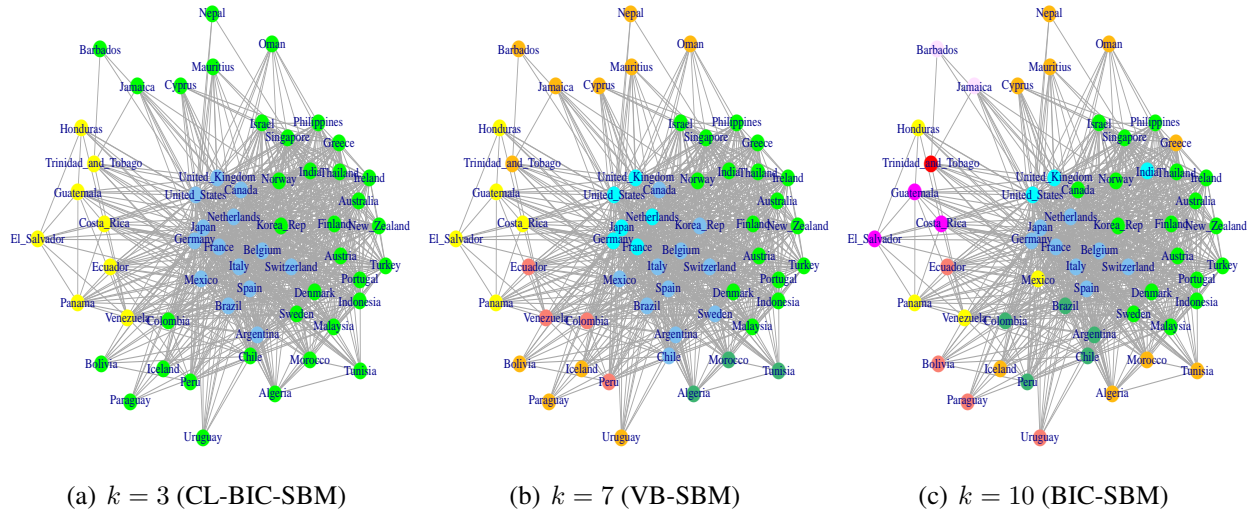 Nepal
Barbados
Oman
Mauritius
Jamaica
Cyprus
Honduras
Israel
Philippines
Singapore
Greece
Trinidad_and_Tobago
United_Kingdom
India
Thailand
Ireland
Guatemala
United_States
Canada
Norway
Australia
Costa_Rica
Netherlands
Korea_Rep
Finland
New_Zealand
El_Salvador
Japan
Germany
France
Belgium
Austria
Ecuador
Italy
Switzerland
Turkey
Mexico
Portugal
Panama
Spain
Denmark
Indonesia
Venezuela
Colombia
Brazil
Sweden
Malaysia
Argentina
Bolivia
Iceland
Chile
Morocco
Peru
Tunisia
Paraguay
Algeria
Uruguay
(a) k = 3 (CL-BIC-SBM)
Nepal
Barbados
Oman
Mauritius
Jamaica
Cyprus
Honduras
Israel
Philippines
Singapore
Greece
Trinidad_and_Tobago
United_Kingdom
India
Thailand
Ireland
Guatemala
United_States
Canada
Norway
Australia
Costa_Rica
Netherlands
Korea_Rep
Finland
New_Zealand
El_Salvador
Japan
Germany
France
Belgium
Austria
Ecuador
Italy
Switzerland
Turkey
Mexico
Portugal
Panama
Spain
Denmark
Indonesia
Venezuela
Colombia
Brazil
Sweden
Malaysia
Argentina
Bolivia
Iceland
Chile
Morocco
Peru
Tunisia
Paraguay
Algeria
Uruguay
(b) k = 7 (VB-SBM)
Nepal
Barbados
Oman
Mauritius
Jamaica
Cyprus
Honduras
Israel
Philippines
Singapore
Greece
Trinidad_and_Tobago
United_Kingdom
India
Thailand
Ireland
Guatemala
United_States
Canada
Norway
Australia
Costa_Rica
Netherlands
Korea_Rep
Finland
New_Zealand
El_Salvador
Japan
Germany
France
Belgium
Austria
Ecuador
Italy
Switzerland
Turkey
Mexico
Portugal
Panama
Spain
Denmark
Indonesia
Venezuela
Colombia
Brazil
Sweden
Malaysia
Argentina
Bolivia
Iceland
Chile
Morocco
Peru
Tunisia
Paraguay
Algeria
Uruguay
(c) k = 10 (BIC-SBM)